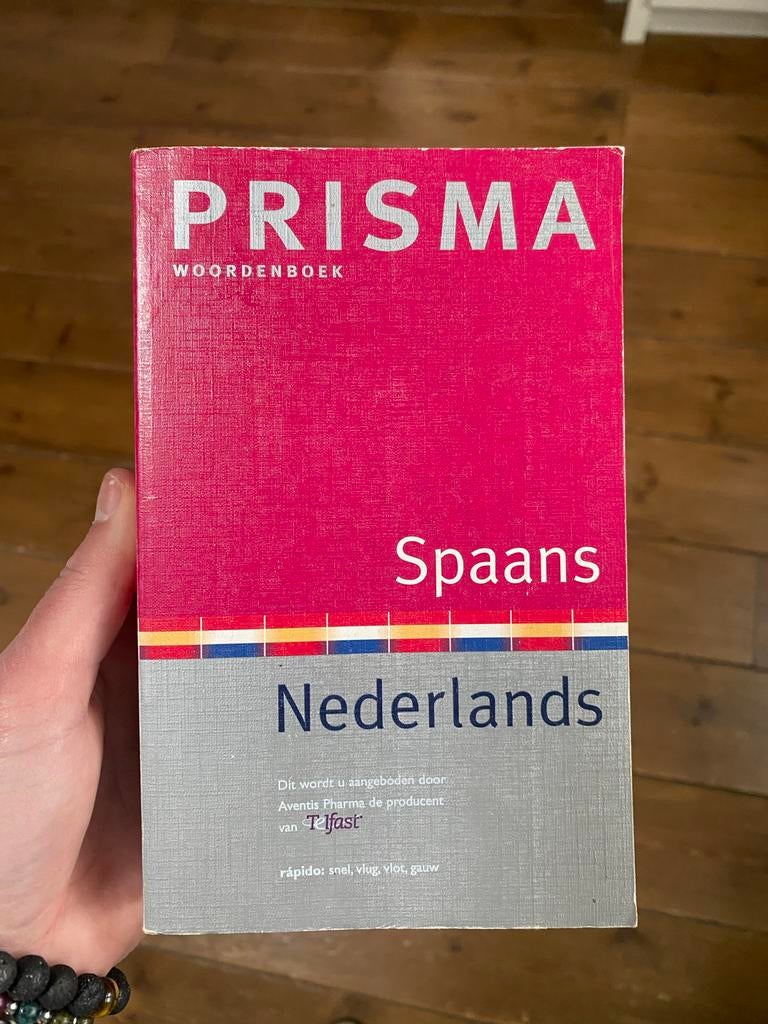 PRISMA
WOORDENBOEK
Spaans
Nederlands
Dit wordt u aangeboden door
Aventis Pharma de producent
van Telfast
rápido: snel, vlug, vlot, gauw